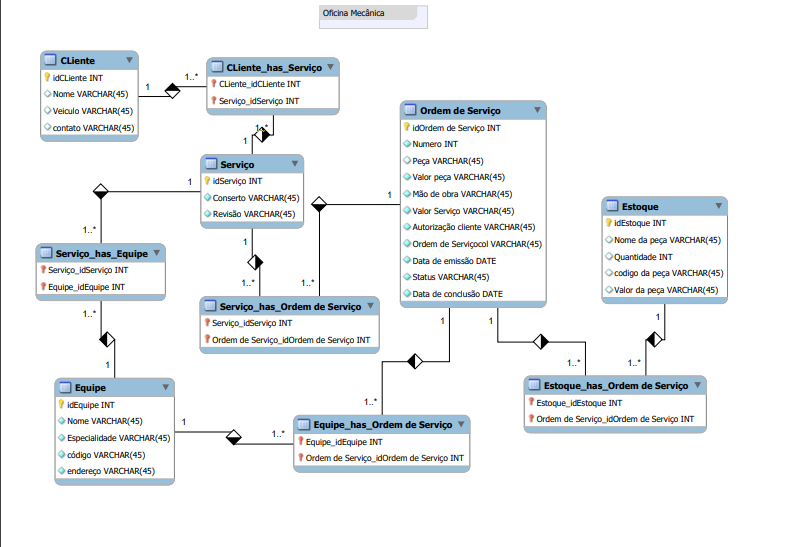 Oficina Mecânica
CLiente
idCLiente INT
Nome VARCHAR(45)
Veiculo VARCHAR(45)
contato VARCHAR(45)
1
1..*
CLiente_has_Serviço
CLiente_idCLiente INT
Serviço_idServiço INT
1..*
1
Serviço
idServiço INT
Conserto VARCHAR(45)
Revisão VARCHAR(45)
1
1..*
Serviço_has_Equipe
Serviço_idServiço INT
Equipe_idEquipe INT
1..*
1
1
1..*
Serviço_has_Ordem de Serviço
Serviço_idServiço INT
Ordem de Serviço_idOrdem de Serviço INT
1
1..*
Ordem de Serviço
idOrdem de Serviço INT
Numero INT
Peça VARCHAR(45)
Valor peça VARCHAR(45)
Mão de obra VARCHAR(45)
Valor Serviço VARCHAR(45)
Autorização cliente VARCHAR(45)
Ordem de Serviçocol VARCHAR(45)
Data de emissão DATE
Status VARCHAR(45)
Data de conclusão DATE
1
1
1..*
1..*
Estoque
idEstoque INT
Nome da peça VARCHAR(45)
Quantidade INT
codigo da peça VARCHAR(45)
Valor da peça VARCHAR(45)
1
1..*
Estoque_has_Ordem de Serviço
Estoque_idEstoque INT
Ordem de Serviço_idOrdem de Serviço INT
Equipe
idEquipe INT
Nome VARCHAR(45)
Especialidade VARCHAR(45)
código VARCHAR(45)
endereço VARCHAR(45)
1
1..*
Equipe_has_Ordem de Serviço
Equipe_idEquipe INT
Ordem de Serviço_idOrdem de Serviço INT